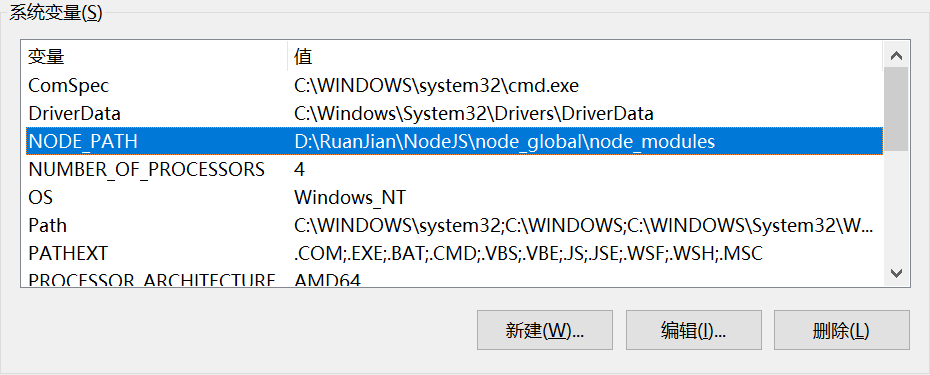 系统变量(S)
变量 值
ComSpec C:\WINDOWS\system32\cmd.exe
DriverData C:\Windows\System32\Drivers\DriverData
NODE_PATH D:\RuanJian\NodeJS\node_global\node_modules
NUMBER_OF_PROCESSORS 4
OS Windows_NT
Path C:\WINDOWS\system32;C:\WINDOWS;C:\WINDOWS\System32\W...
PATHEXT .COM;.EXE;.BAT;.CMD;.VBS;.VBE;.JS;.JSE;.WSF;.WSH;.MSC
PROCESSOR_ARCHITECTURE AMD64
新建(W)... 编辑(I)... 删除(L)